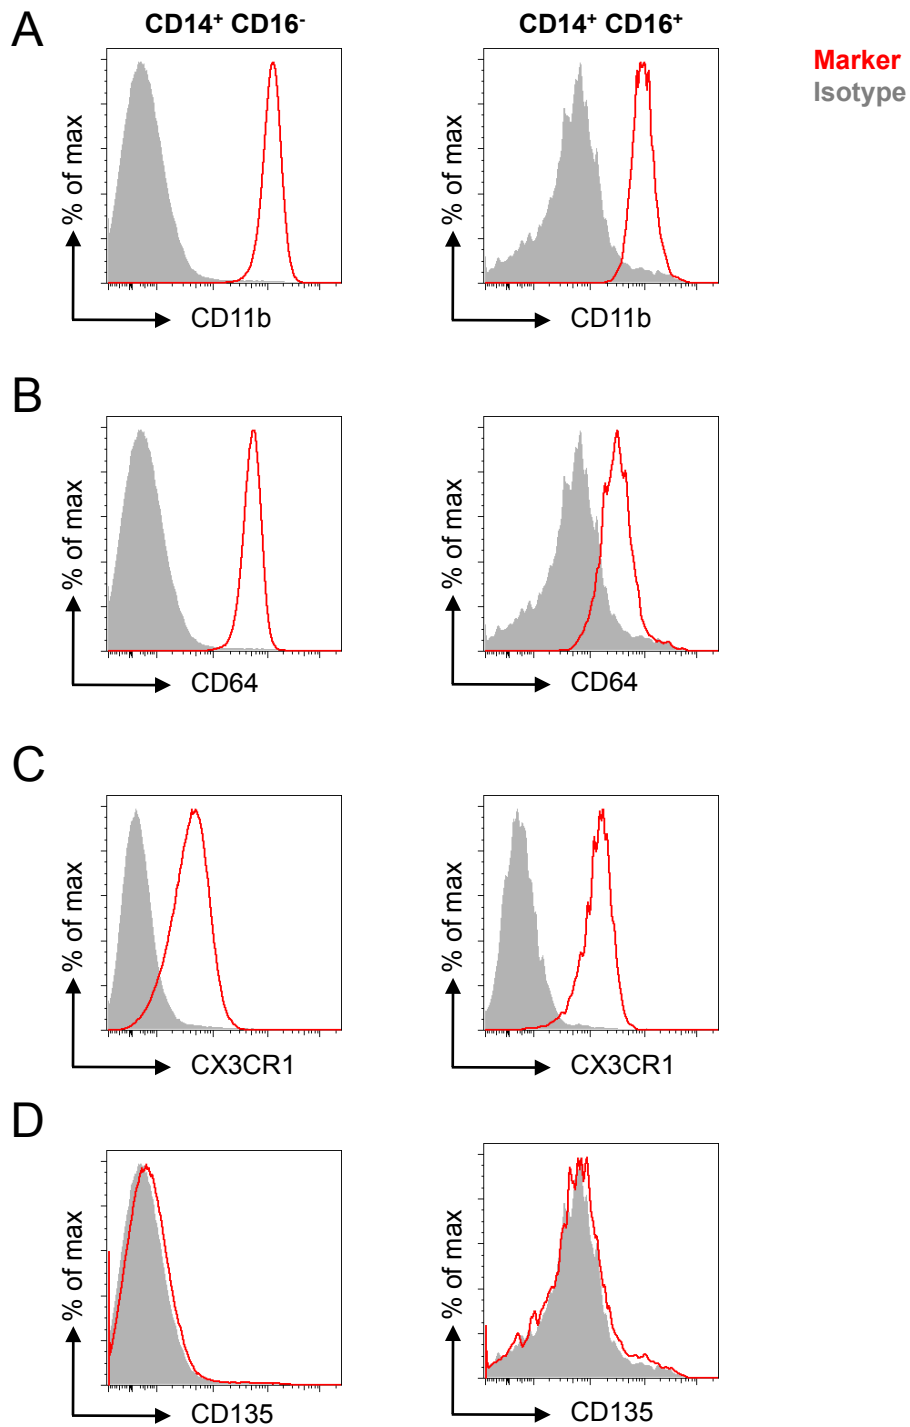 A
CD14⁺ CD16⁻
CD14⁺ CD16⁺
Marker
Isotype
% of max
CD11b
% of max
CD11b
B
% of max
CD64
% of max
CD64
C
% of max
CX3CR1
% of max
CX3CR1
D
% of max
CD135
% of max
CD135